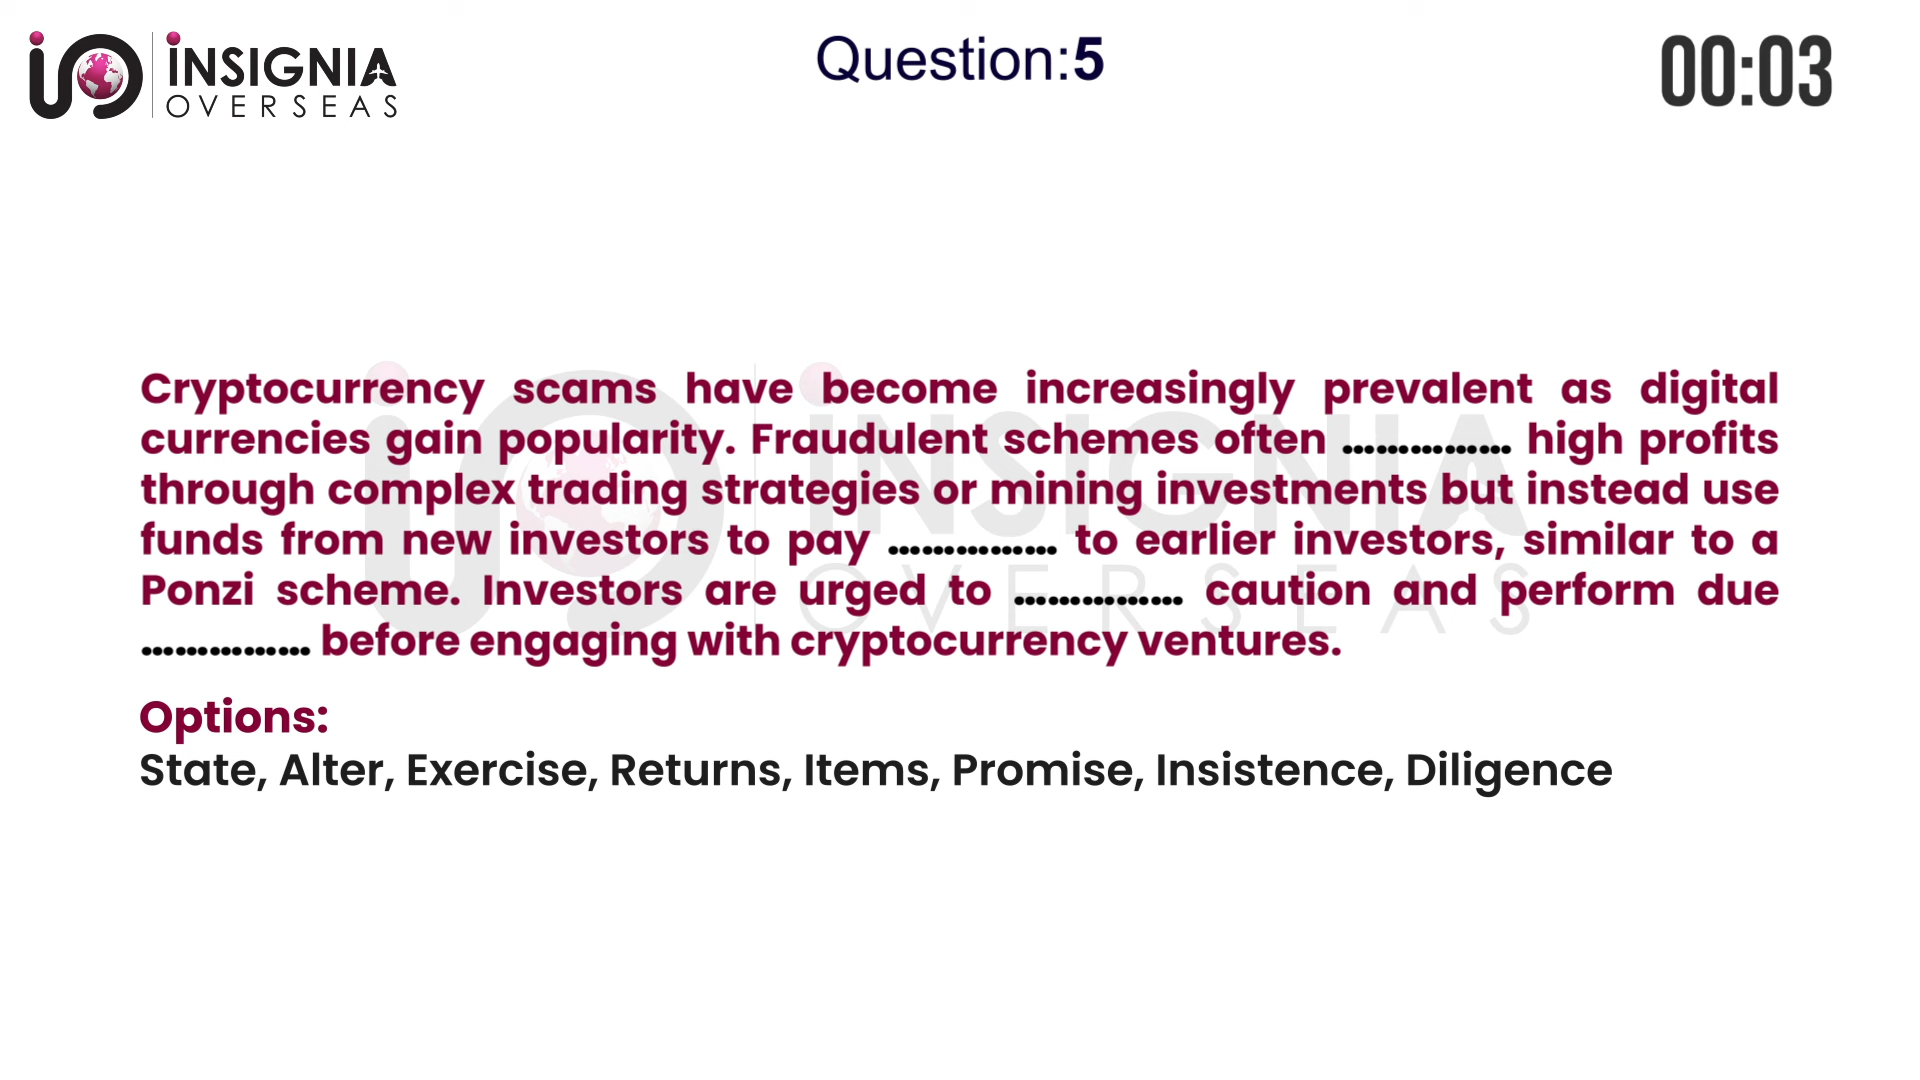 INSIGNIA
OVERSEAS
Question:5
00:03
Cryptocurrency scams have become increasingly prevalent as digital
currencies gain popularity. Fraudulent schemes often ............... high profits
through complex trading strategies or mining investments but instead use
funds from new investors to pay ............... to earlier investors, similar to a
Ponzi scheme. Investors are urged to ............... caution and perform due
............... before engaging with cryptocurrency ventures.
Options:
State, Alter, Exercise, Returns, Items, Promise, Insistence, Diligence